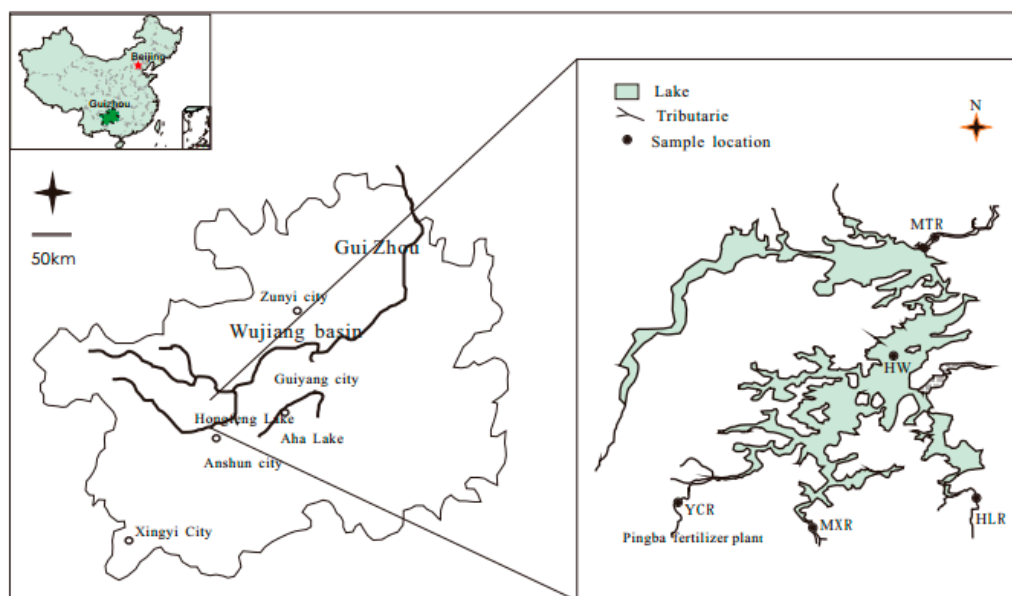 Beijing
Guizhou
50km
Gui Zhou
Zunyi city
Wujiang basin
Guiyang city
Hongfeng Lake
Aha Lake
Anshun city
Xingyi City
Lake
Tributarie
Sample location
N
MTR
HW
YCR
MXR
HLR
Pingba fertilizer plant